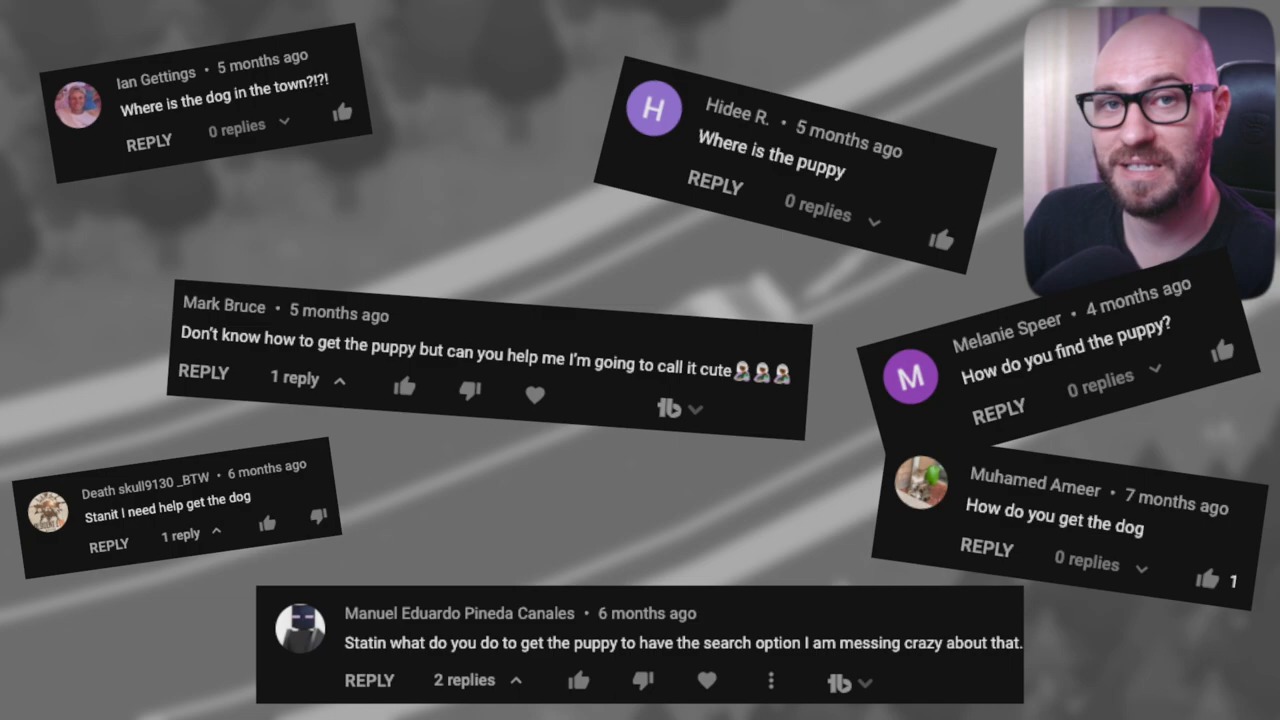 Ian Gettings • 5 months ago
Where is the dog in the town?!?!
REPLY 0 replies
Hidee R. • 5 months ago
H
Where is the puppy
REPLY 0 replies
Mark Bruce • 5 months ago
Don't know how to get the puppy but can you help me I'm going to call it cute
REPLY 1 reply
tb
Melanie Speer • 4 months ago
M
How do you find the puppy?
REPLY 0 replies
Death skull9130 _BTW • 6 months ago
Stanit I need help get the dog
REPLY 1 reply
Muhamed Ameer • 7 months ago
How do you get the dog
REPLY 0 replies 1
Manuel Eduardo Pineda Canales • 6 months ago
Statin what do you do to get the puppy to have the search option I am messing crazy about that.
REPLY 2 replies
tb